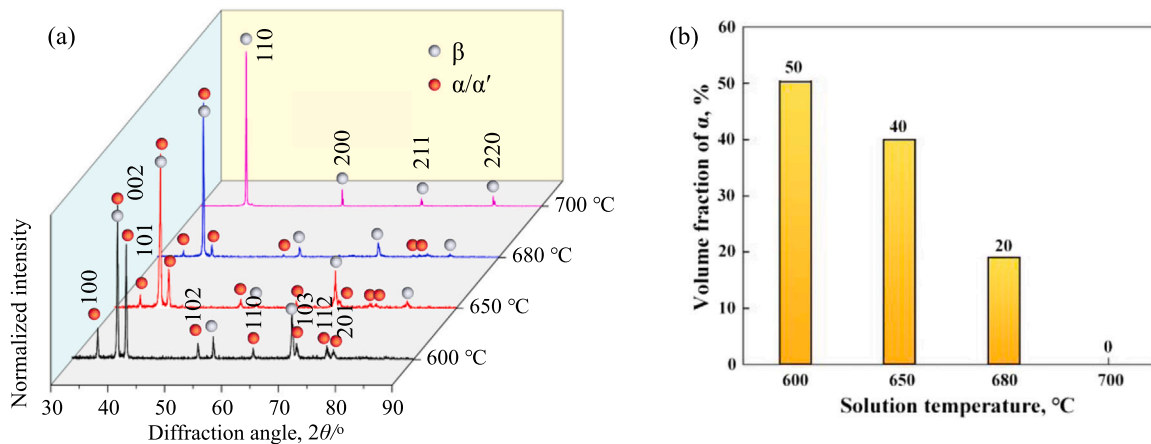 (a)
110
β
α/α′
200
211
220
700 ℃
680 ℃
650 ℃
600 ℃
002
101
100
102
110
103
112
201
Normalized intensity
30 40 50 60 70 80 90
Diffraction angle, 2θ/°
(b)
Volume fraction of α, %
60
50
40
30
20
10
0
50
40
20
0
600 650 680 700
Solution temperature, ℃